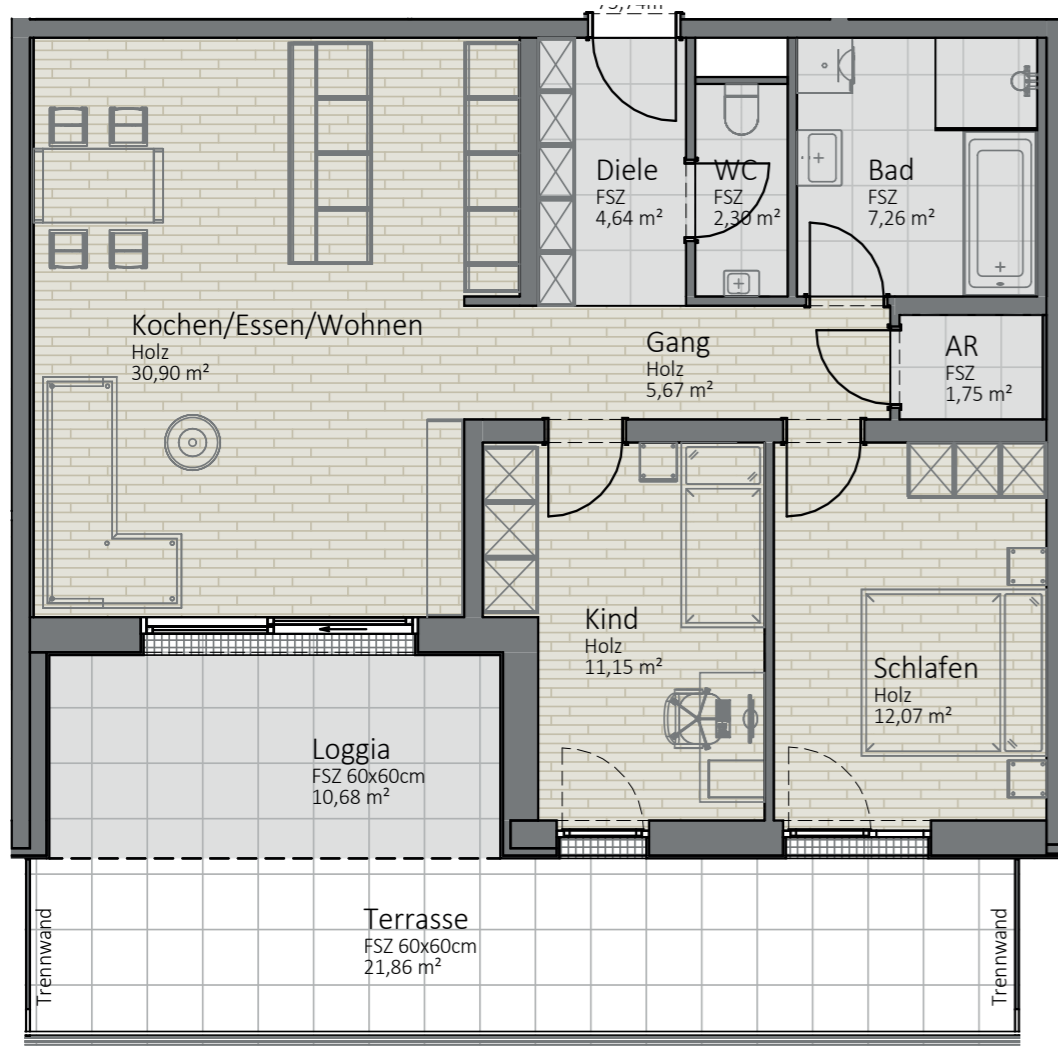 Diele
FSZ
4,64 m²
WC
FSZ
2,30 m²
Bad
FSZ
7,26 m²
Kochen/Essen/Wohnen
Holz
30,90 m²
Gang
Holz
5,67 m²
AR
FSZ
1,75 m²
Kind
Holz
11,15 m²
Schlafen
Holz
12,07 m²
Loggia
FSZ 60x60cm
10,68 m²
Terrasse
FSZ 60x60cm
21,86 m²
Trennwand
Trennwand